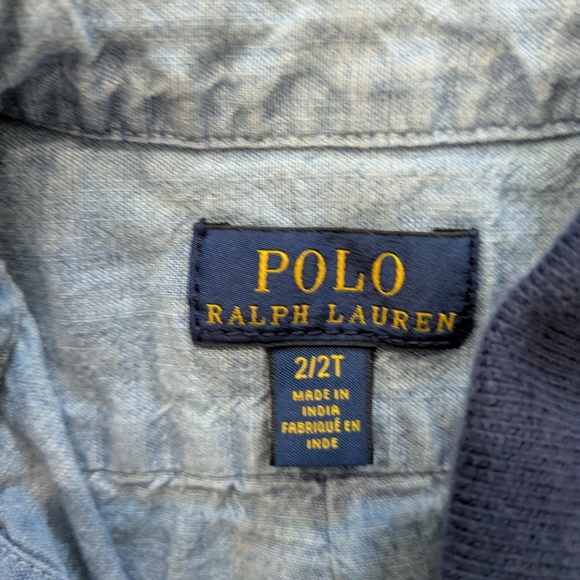 POLO
RALPH LAUREN
2/2T
MADE IN
INDIA
FABRIQUÉ EN
INDE